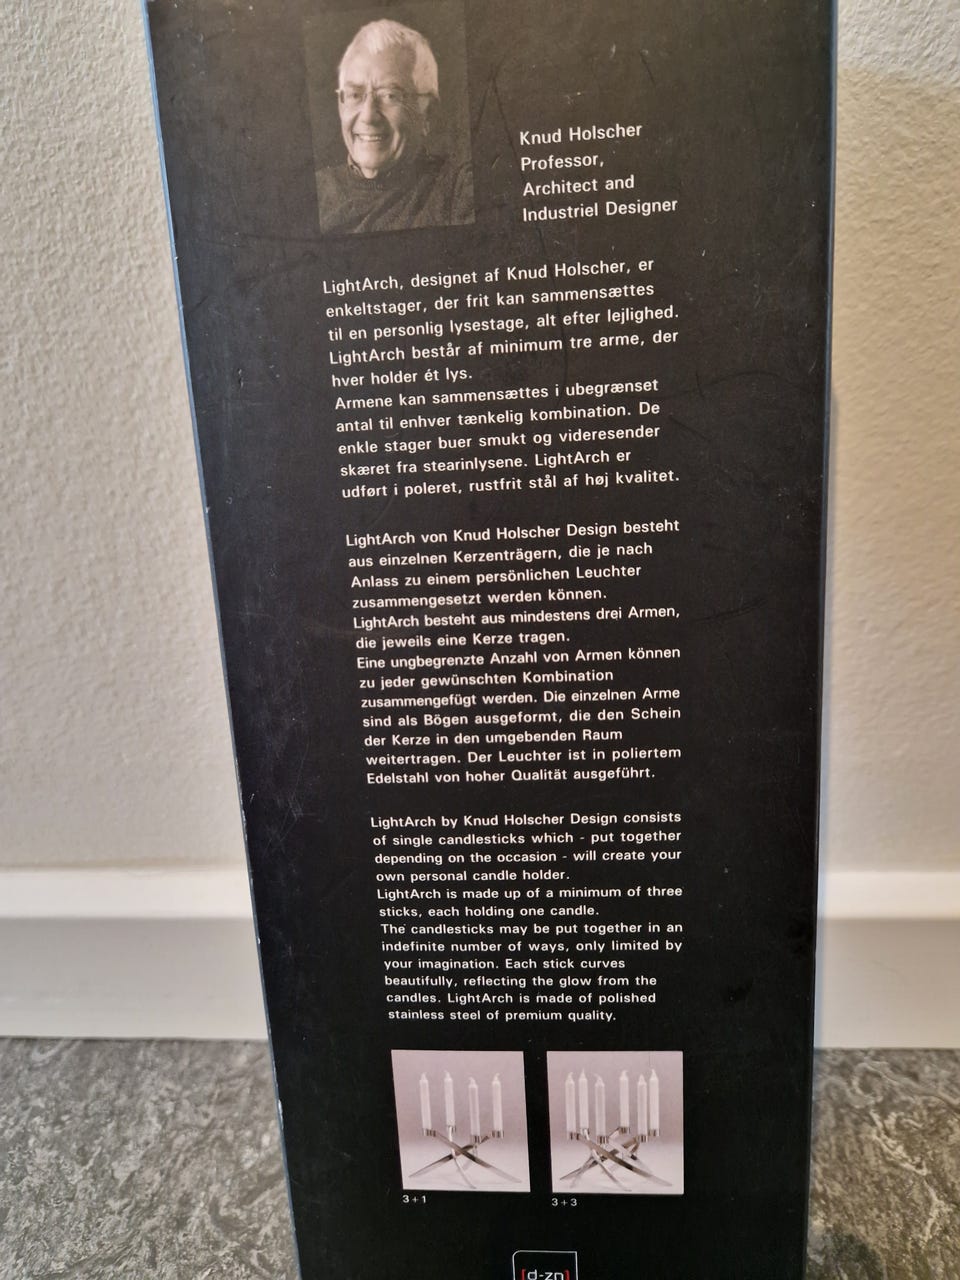 Knud Holscher
Professor,
Architect and
Industriel Designer
LightArch, designet af Knud Holscher, er
enkeltstager, der frit kan sammensættes
til en personlig lysestage, alt efter lejlighed.
LightArch består af minimum tre arme, der
hver holder ét lys.
Armene kan sammensættes i ubegrænset
antal til enhver tænkelig kombination. De
enkle stager buer smukt og videresender
skæret fra stearinlysene. LightArch er
udført i poleret, rustfrit stål af høj kvalitet.
LightArch von Knud Holscher Design besteht
aus einzelnen Kerzenträgern, die je nach
Anlass zu einem persönlichen Leuchter
zusammengesetzt werden können.
LightArch besteht aus mindestens drei Armen,
die jeweils eine Kerze tragen.
Eine ungbegrenzte Anzahl von Armen können
zu jeder gewünschten Kombination
zusammengefügt werden. Die einzelnen Arme
sind als Bögen ausgeformt, die den Schein
der Kerze in den umgebenden Raum
weitertragen. Der Leuchter ist in poliertem
Edelstahl von hoher Qualität ausgeführt.
LightArch by Knud Holscher Design consists
of single candlesticks which - put together
depending on the occasion - will create your
own personal candle holder.
LightArch is made up of a minimum of three
sticks, each holding one candle.
The candlesticks may be put together in an
indefinite number of ways, only limited by
your imagination. Each stick curves
beautifully, reflecting the glow from the
candles. LightArch is made of polished
stainless steel of premium quality.
3+1
3+3
[d-zn]